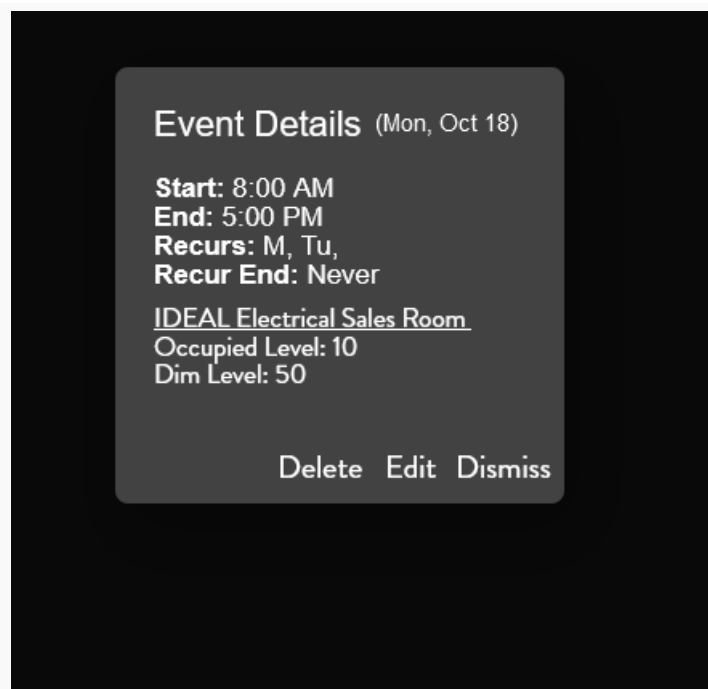 Event Details (Mon, Oct 18)
Start: 8:00 AM
End: 5:00 PM
Recurs: M, Tu,
Recur End: Never
IDEAL Electrical Sales Room
Occupied Level: 10
Dim Level: 50
Delete Edit Dismiss